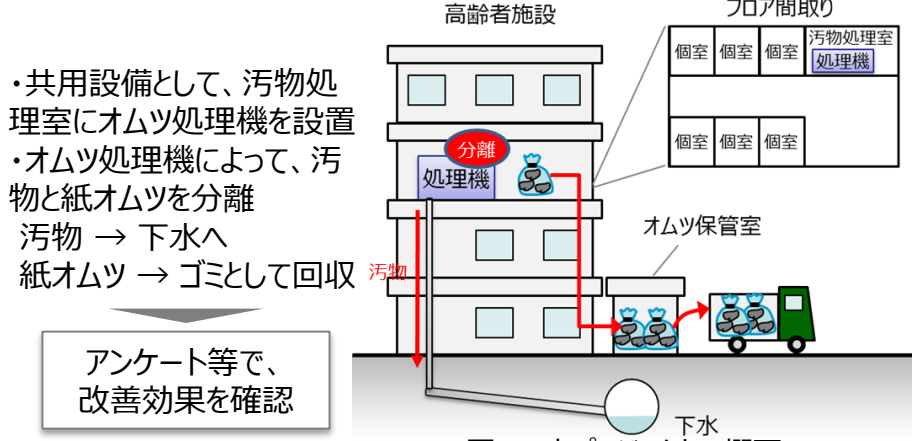 ・共用設備として、汚物処
理室にオムツ処理機を設置
・オムツ処理機によって、汚
物と紙オムツを分離
汚物 → 下水へ
紙オムツ → ゴミとして回収
アンケート等で、
改善効果を確認
高齢者施設
フロア間取り
個室 個室 個室 汚物処理室
処理機
個室 個室 個室
分離
処理機
汚物
オムツ保管室
下水